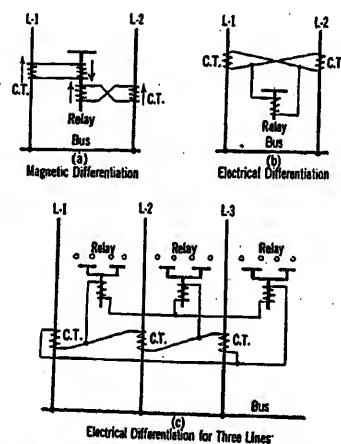 L-1 L-2
C.T. C.T.
Relay
Bus
(a)
Magnetic Differentiation
L-1 L-2
C.T. C.T.
Relay
Bus
(b)
Electrical Differentiation
L-1 L-2 L-3
Relay Relay Relay
C.T. C.T. C.T.
Bus
(c)
Electrical Differentiation for Three Lines